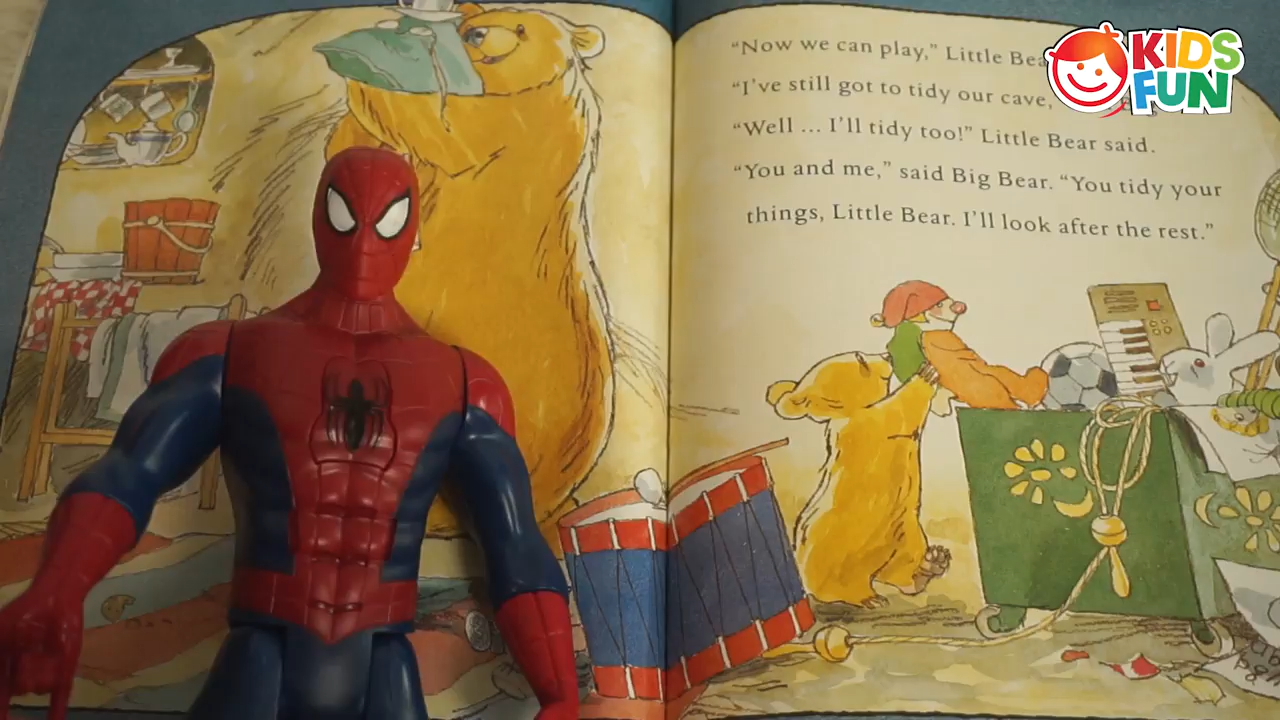 "Now we can play," Little
"I've still got to tidy our cave,
"Well ... I'll tidy too!" Little Bear said.
"You and me," said Big Bear. "You tidy your
things, Little Bear. I'll look after the rest."
KIDS
FUN